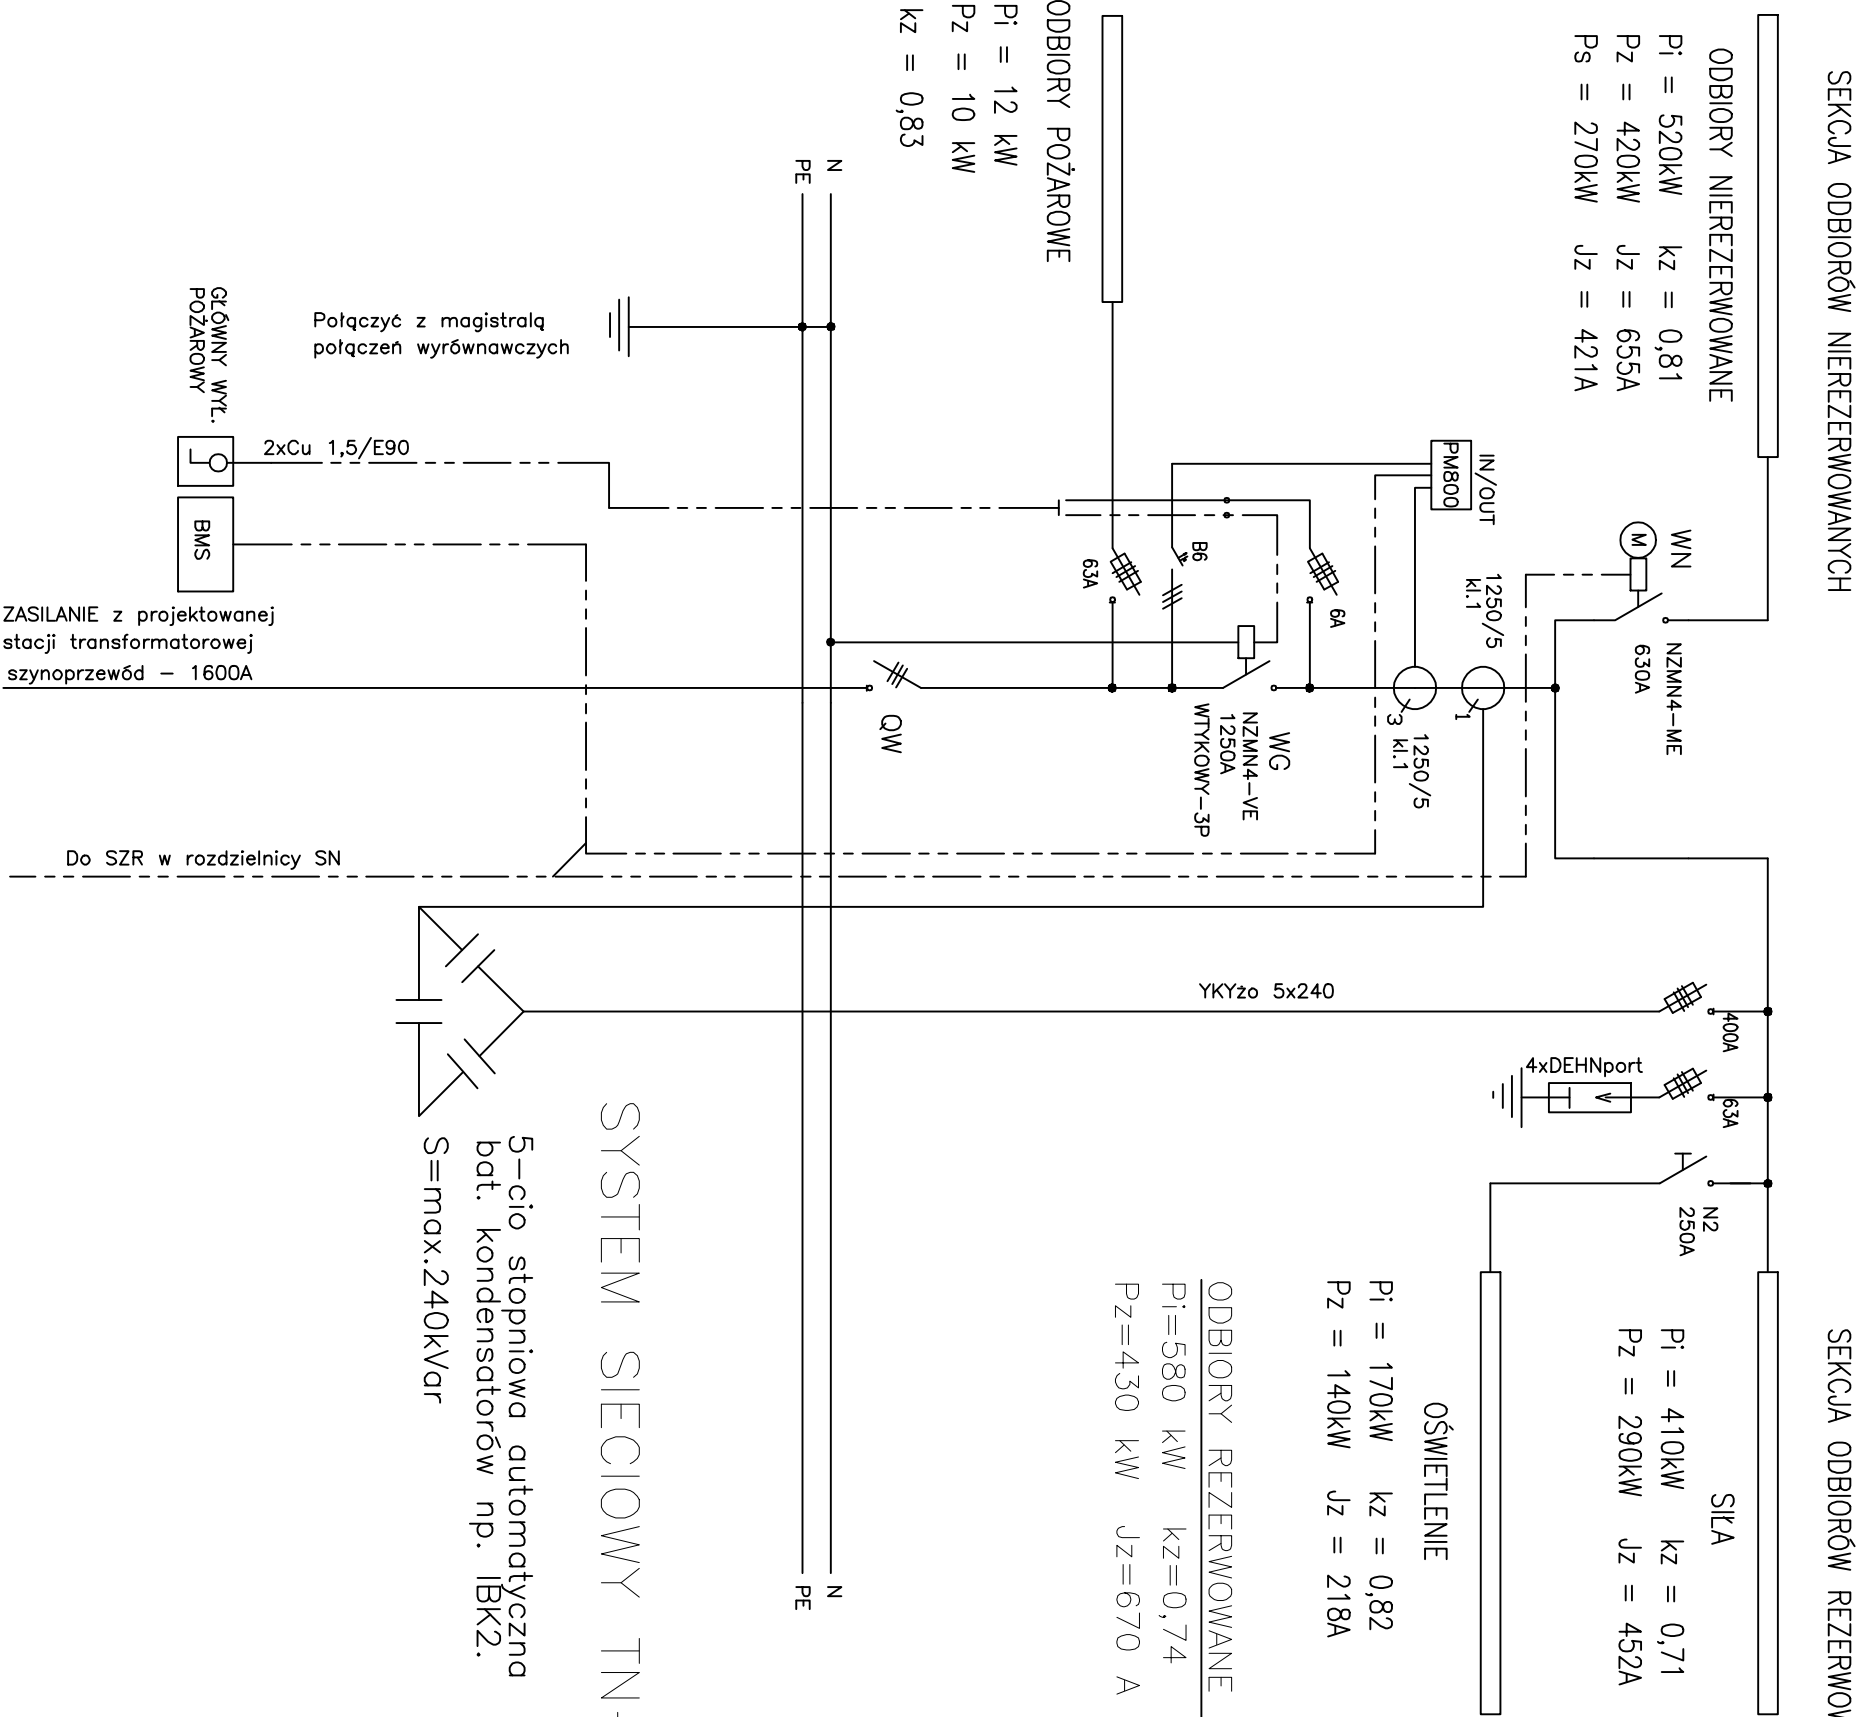 SEKCJA ODBIORÓW NIEREZERWOWANYCH
ODBIORY NIEREZERWOWANE
Pi = 520kW kz = 0,81
Pz = 420kW Jz = 655A
Ps = 270kW Jz = 421A
WN
M
NZMN4-ME
630A
IN/OUT
PM800
1250/5
kl.1
1
1250/5
kl.1
3
6A
B6
63A
WG
NZMN4-VE
1250A
WTYKOWY-3P
QW
ODBIORY POŻAROWE
Pi = 12 kW
Pz = 10 kW
kz = 0,83
N
PE
Połączyć z magistralą
połączeń wyrównawczych
GŁÓWNY WYŁ.
POŻAROWY
2xCu 1,5/E90
BMS
ZASILANIE z projektowanej
stacji transformatorowej
szynoprzewód - 1600A
Do SZR w rozdzielnicy SN
YKYżo 5x240
400A
4xDEHNport
63A
N2
250A
SEKCJA ODBIORÓW
SIŁA
Pi = 410kW kz = 0,71
Pz = 290kW Jz = 452A
OŚWIETLENIE
Pi = 170kW kz = 0,82
Pz = 140kW Jz = 218A
ODBIORY REZERWOWANE
Pi=580 kW kz=0,74
Pz=430 kW Jz=670 A
N
PE
SYSTEM SIECIOWY TN-
5-cio stopniowa automatyczna
bat. kondensatorów np. IBK2.
S=max.240kVar